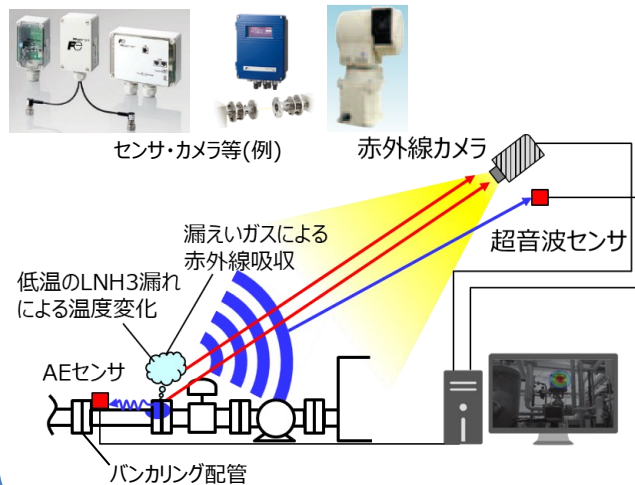 センサ・カメラ等(例)
赤外線カメラ
漏えいガスによる
赤外線吸収
超音波センサ
低温のLNH3漏れ
による温度変化
AEセンサ
バンカリング配管